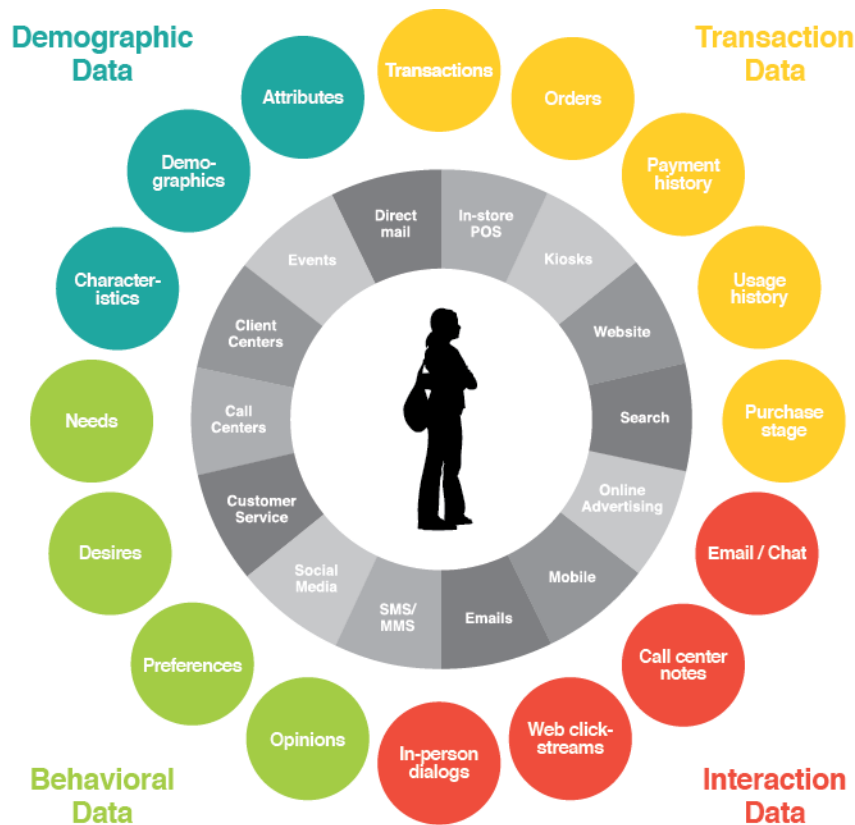 Demographic
Data
Transaction
Data
Attributes
Transactions
Orders
Demo-
graphics
Payment
history
Character-
istics
Usage
history
Needs
Purchase
stage
Desires
Email / Chat
Preferences
Call center
notes
Opinions
In-person
dialogs
Web click-
streams
Behavioral
Data
Interaction
Data
Direct
mail
In-store
POS
Kiosks
Website
Search
Online
Advertising
Mobile
Emails
SMS/
MMS
Social
Media
Customer
Service
Call
Centers
Client
Centers
Events